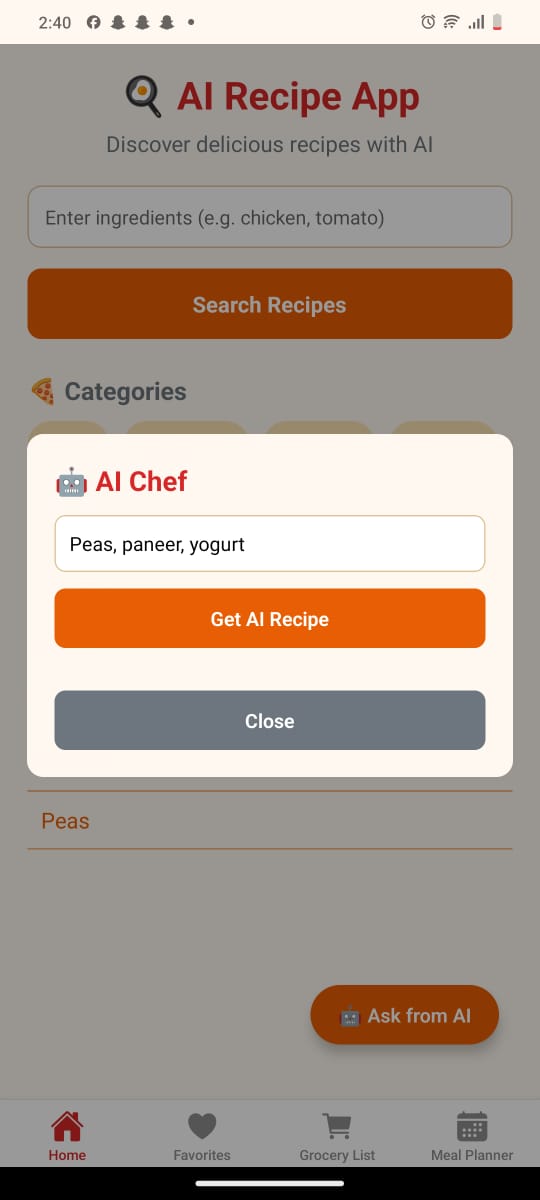 2:40
AI Recipe App
Discover delicious recipes with AI
Enter ingredients (e.g. chicken, tomato)
Search Recipes
Categories
AI Chef
Peas, paneer, yogurt
Get AI Recipe
Close
Peas
Ask from AI
Home
Favorites
Grocery List
Meal Planner